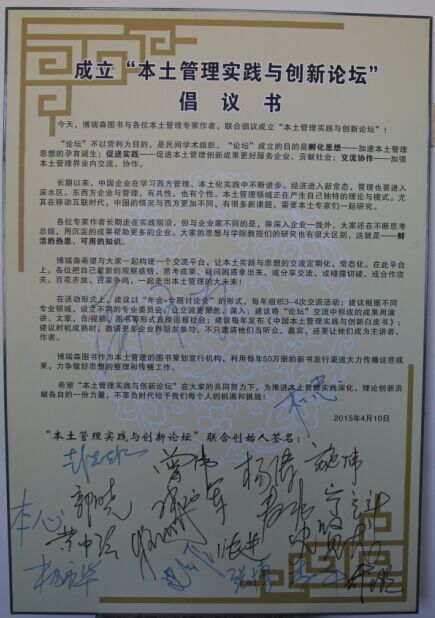 成立“本土管理实践与创新论坛”
倡 议 书
今天，博瑞森图书与各位本土管理专家作者，联合倡议成立“本土管理实践与创新论坛”！
“论坛”不以营利为目的，是民间学术组织。“论坛”成立的目的是孵化思想——加速本土管理
思想的孕育诞生；促进实践——促进本土管理创新成果更好服务企业、贡献社会；交流协作——加强
本土管理界业内交流、协作。
长期以来，中国企业在学习西方管理、本土化实践中不断进步。经济进入新常态，管理也要进入
深水区。东西方企业与管理，有共性，也有个性。本土管理领域正在产生自己独特的理论与模式。尤
其在移动互联时代，中国的情况与西方更加不同，有很多新课题，需要本土专家们一起研究。
各位专家作者长期走在实践前沿，但与企业家不同的是，除深入企业一线外，大家还在不断思考
总结，用沉淀的成果帮助更多的企业。大家的思想与学院教授们的研究也有很大区别，这就是——鲜
活的热思、可用的知识。
博瑞森希望与大家一起构建一个交流平台，让本土实践与思想的交流定期化、常态化。在此平台
上，各位把自己最新的观察感悟、思考成果、疑问困惑拿出来，或分享交流、或碰撞切磋、或合作攻
关。百花齐放、百家争鸣，一起奏出中国本土管理的大未来！
在活动形式上，建议以“年会+专题讨论会”的形式，每年组织3-4次交流活动；建议根据不同
专业领域，设立不同的专业委员会，让交流更聚焦、深入；建议将“论坛”交流中形成的成果用演
讲、文章、各视频、图书等形式直接回报社会；建议每年发布《中国本土管理实践与创新白皮书》；
建议时机成熟时，邀请更多企业界朋友参与，不只邀请他们当听众、嘉宾，还要让他们成为主讲者、
作者。
博瑞森图书作为本土管理的图书策划发行机构，利用每年50万册的新书发行渠道大力传播这些成
果，力争做好思想的整理和传播工作。
希望“本土管理实践与创新论坛”在大家的共同努力下，为推进本土管理实践深化、理论创新贡
献各自的一份力量，不辜负时代给予我们每个人的机遇和挑战！
2015年4月10日
“本土管理实践与创新论坛”联合创始人签名：
曾伟 杨伟 施炜
郭晓
本心
黄中强
张博